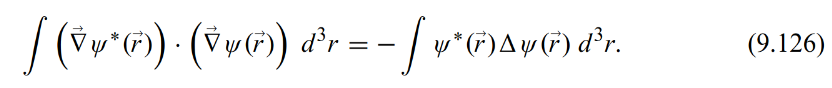 ∫ (∇⃗ψ*(r⃗)) · (∇⃗ψ(r⃗)) d³r = − ∫ ψ*(r⃗)Δψ(r⃗) d³r. (9.126)